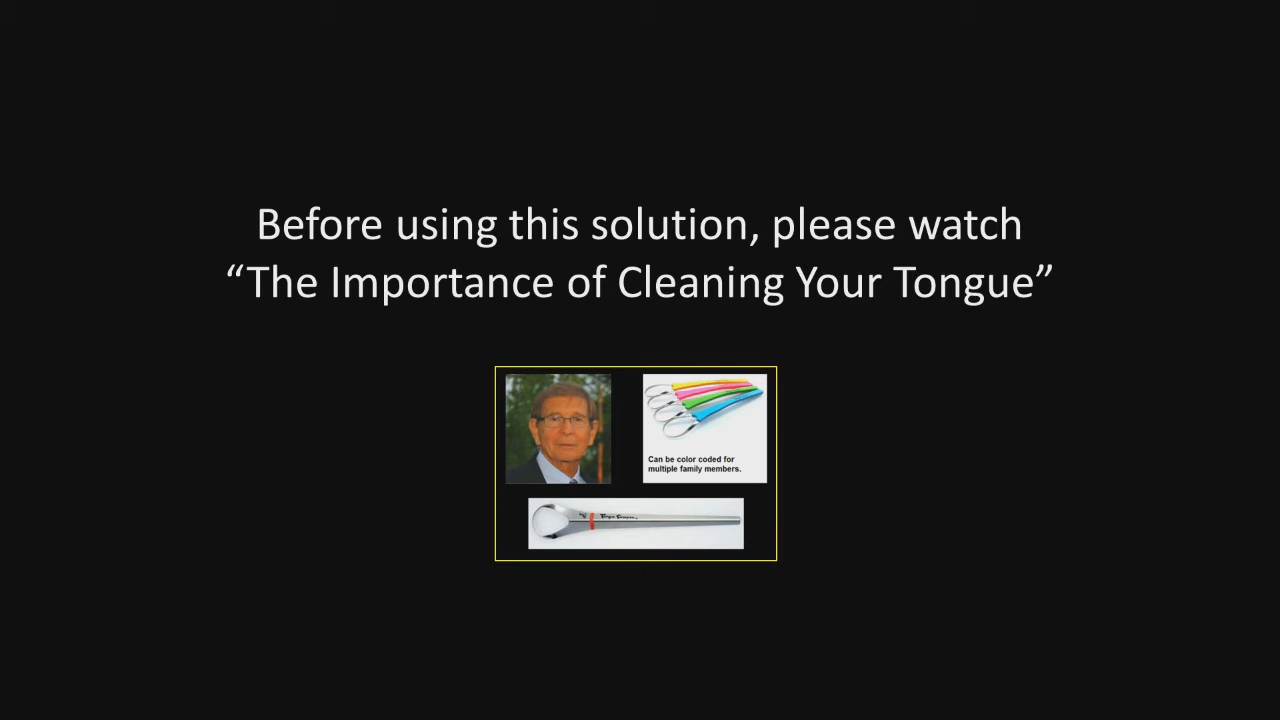 Before using this solution, please watch
“The Importance of Cleaning Your Tongue”
Can be color coded for
multiple family members.